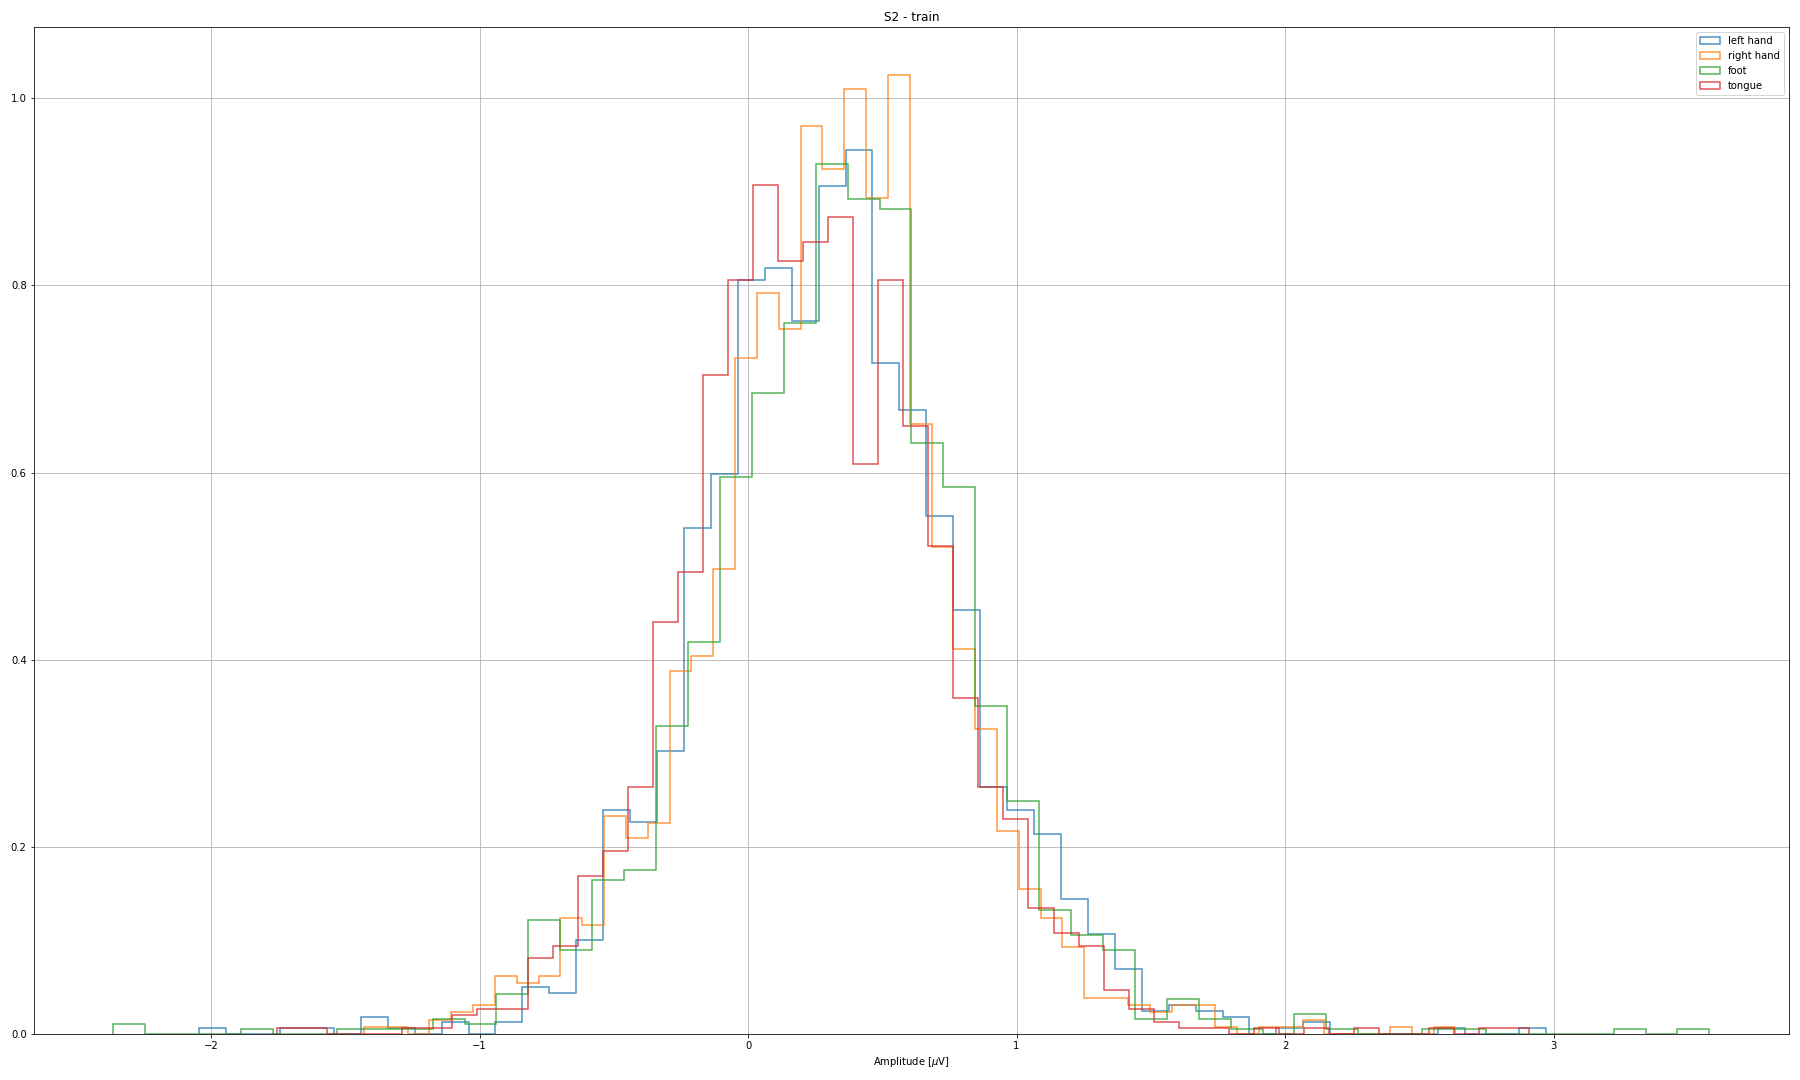 S2 - train
left hand
right hand
foot
tongue
1.0
0.8
0.6
0.4
0.2
0.0
−2 −1 0 1 2 3
Amplitude [μV]